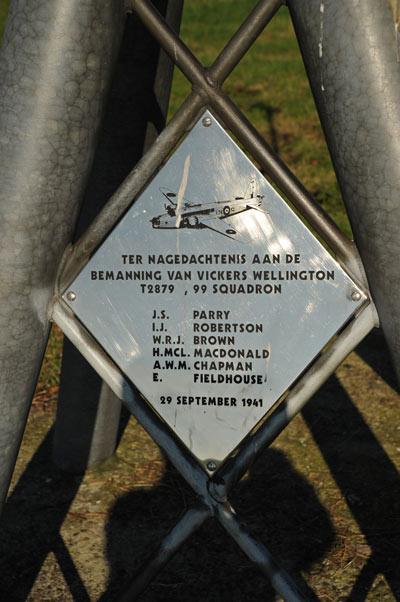 TER NAGEDACHTENIS AAN DE
BEMANNING VAN VICKERS WELLINGTON
T2879 , 99 SQUADRON
J.S. PARRY
I.J. ROBERTSON
W.R.J. BROWN
H.MCL. MACDONALD
A.W.M. CHAPMAN
E. FIELDHOUSE
29 SEPTEMBER 1941